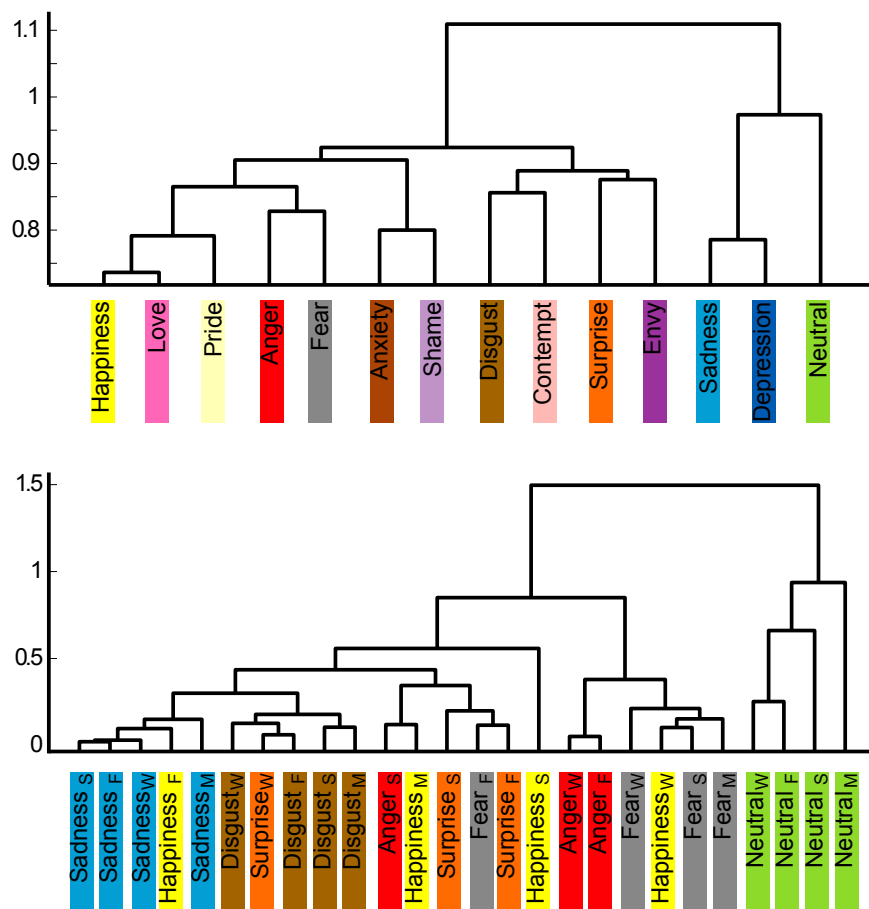 1.1
1
0.9
0.8
Happiness
Love
Pride
Anger
Fear
Anxiety
Shame
Disgust
Contempt
Surprise
Envy
Sadness
Depression
Neutral
1.5
1
0.5
0
Sadness S
Sadness F
Sadness W
Happiness F
Sadness M
Disgust W
Surprise W
Disgust F
Disgust S
Disgust M
Anger S
Happiness M
Surprise S
Fear F
Surprise F
Happiness S
Anger W
Anger F
Fear W
Happiness W
Fear S
Fear M
Neutral W
Neutral F
Neutral S
Neutral M